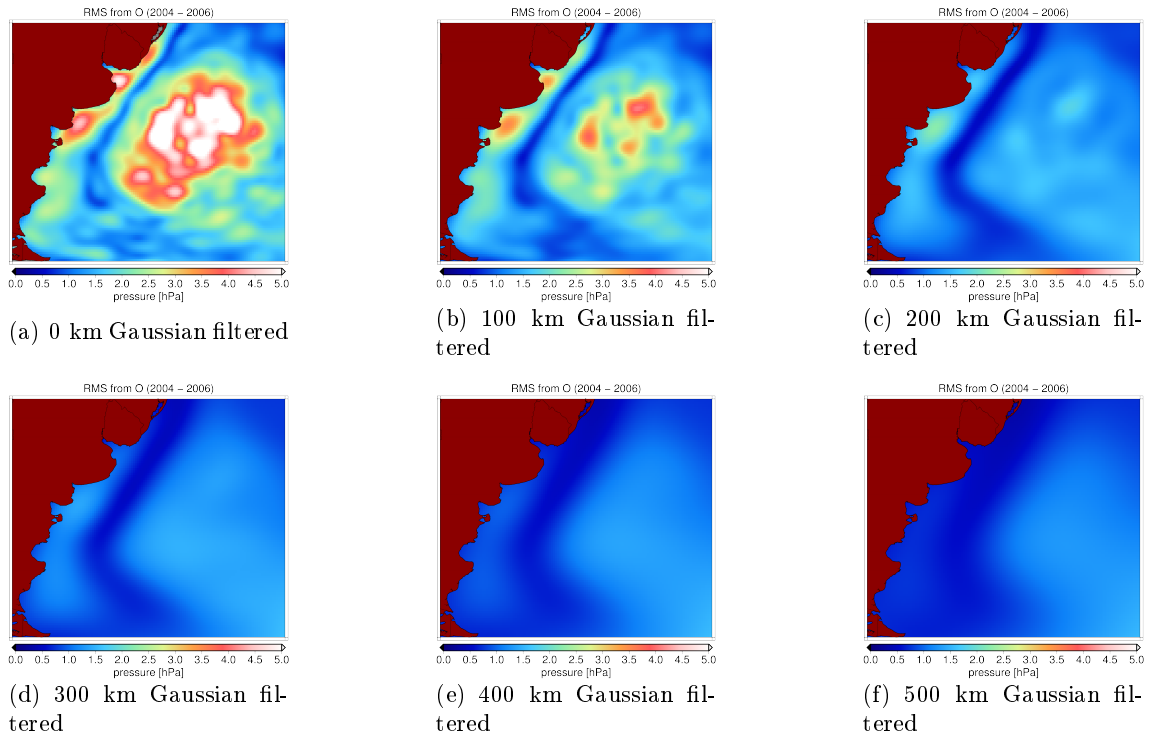 RMS from O (2004 – 2006)
0.0 0.5 1.0 1.5 2.0 2.5 3.0 3.5 4.0 4.5 5.0
pressure [hPa]
(a) 0 km Gaussian filtered
RMS from O (2004 – 2006)
0.0 0.5 1.0 1.5 2.0 2.5 3.0 3.5 4.0 4.5 5.0
pressure [hPa]
(b) 100 km Gaussian fil-
tered
RMS from O (2004 – 2006)
0.0 0.5 1.0 1.5 2.0 2.5 3.0 3.5 4.0 4.5 5.0
pressure [hPa]
(c) 200 km Gaussian fil-
tered
RMS from O (2004 – 2006)
0.0 0.5 1.0 1.5 2.0 2.5 3.0 3.5 4.0 4.5 5.0
pressure [hPa]
(d) 300 km Gaussian fil-
tered
RMS from O (2004 – 2006)
0.0 0.5 1.0 1.5 2.0 2.5 3.0 3.5 4.0 4.5 5.0
pressure [hPa]
(e) 400 km Gaussian fil-
tered
RMS from O (2004 – 2006)
0.0 0.5 1.0 1.5 2.0 2.5 3.0 3.5 4.0 4.5 5.0
pressure [hPa]
(f) 500 km Gaussian fil-
tered